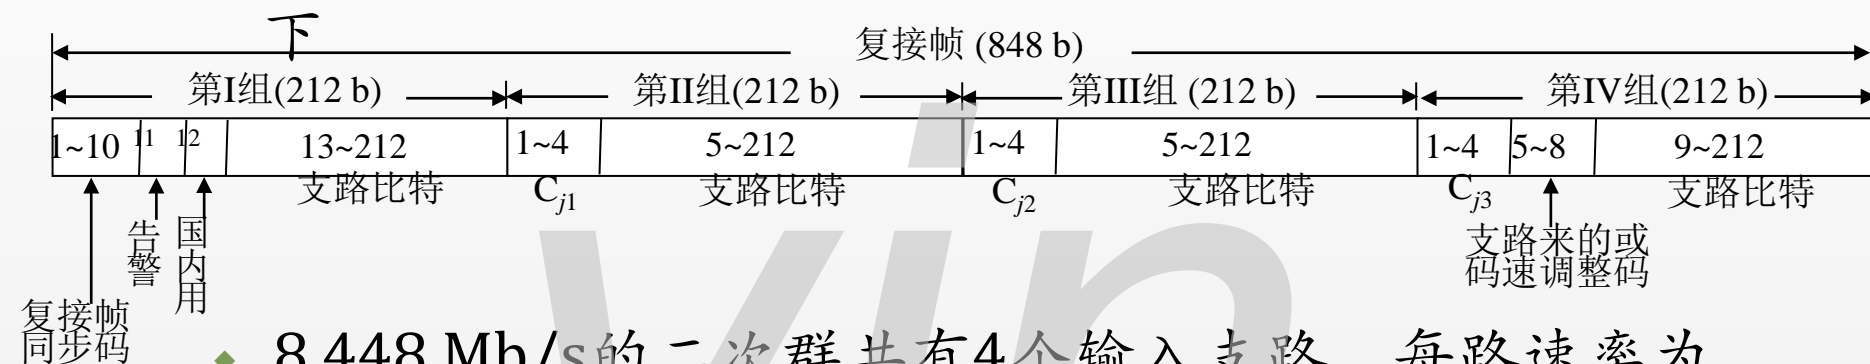 下
复接帧 (848 b)
第I组(212 b) 第II组(212 b) 第III组 (212 b) 第IV组(212 b)
1~10 11 12 13~212 1~4 5~212 1~4 5~212 1~4 5~8 9~212
支路比特 Cj1 支路比特 Cj2 支路比特 Cj3 支路比特
告警
国内用
支路来的或
码速调整码
复接帧
同步码
8.448 Mb/s的二次群共有4个输入支路，每路速率为
vin